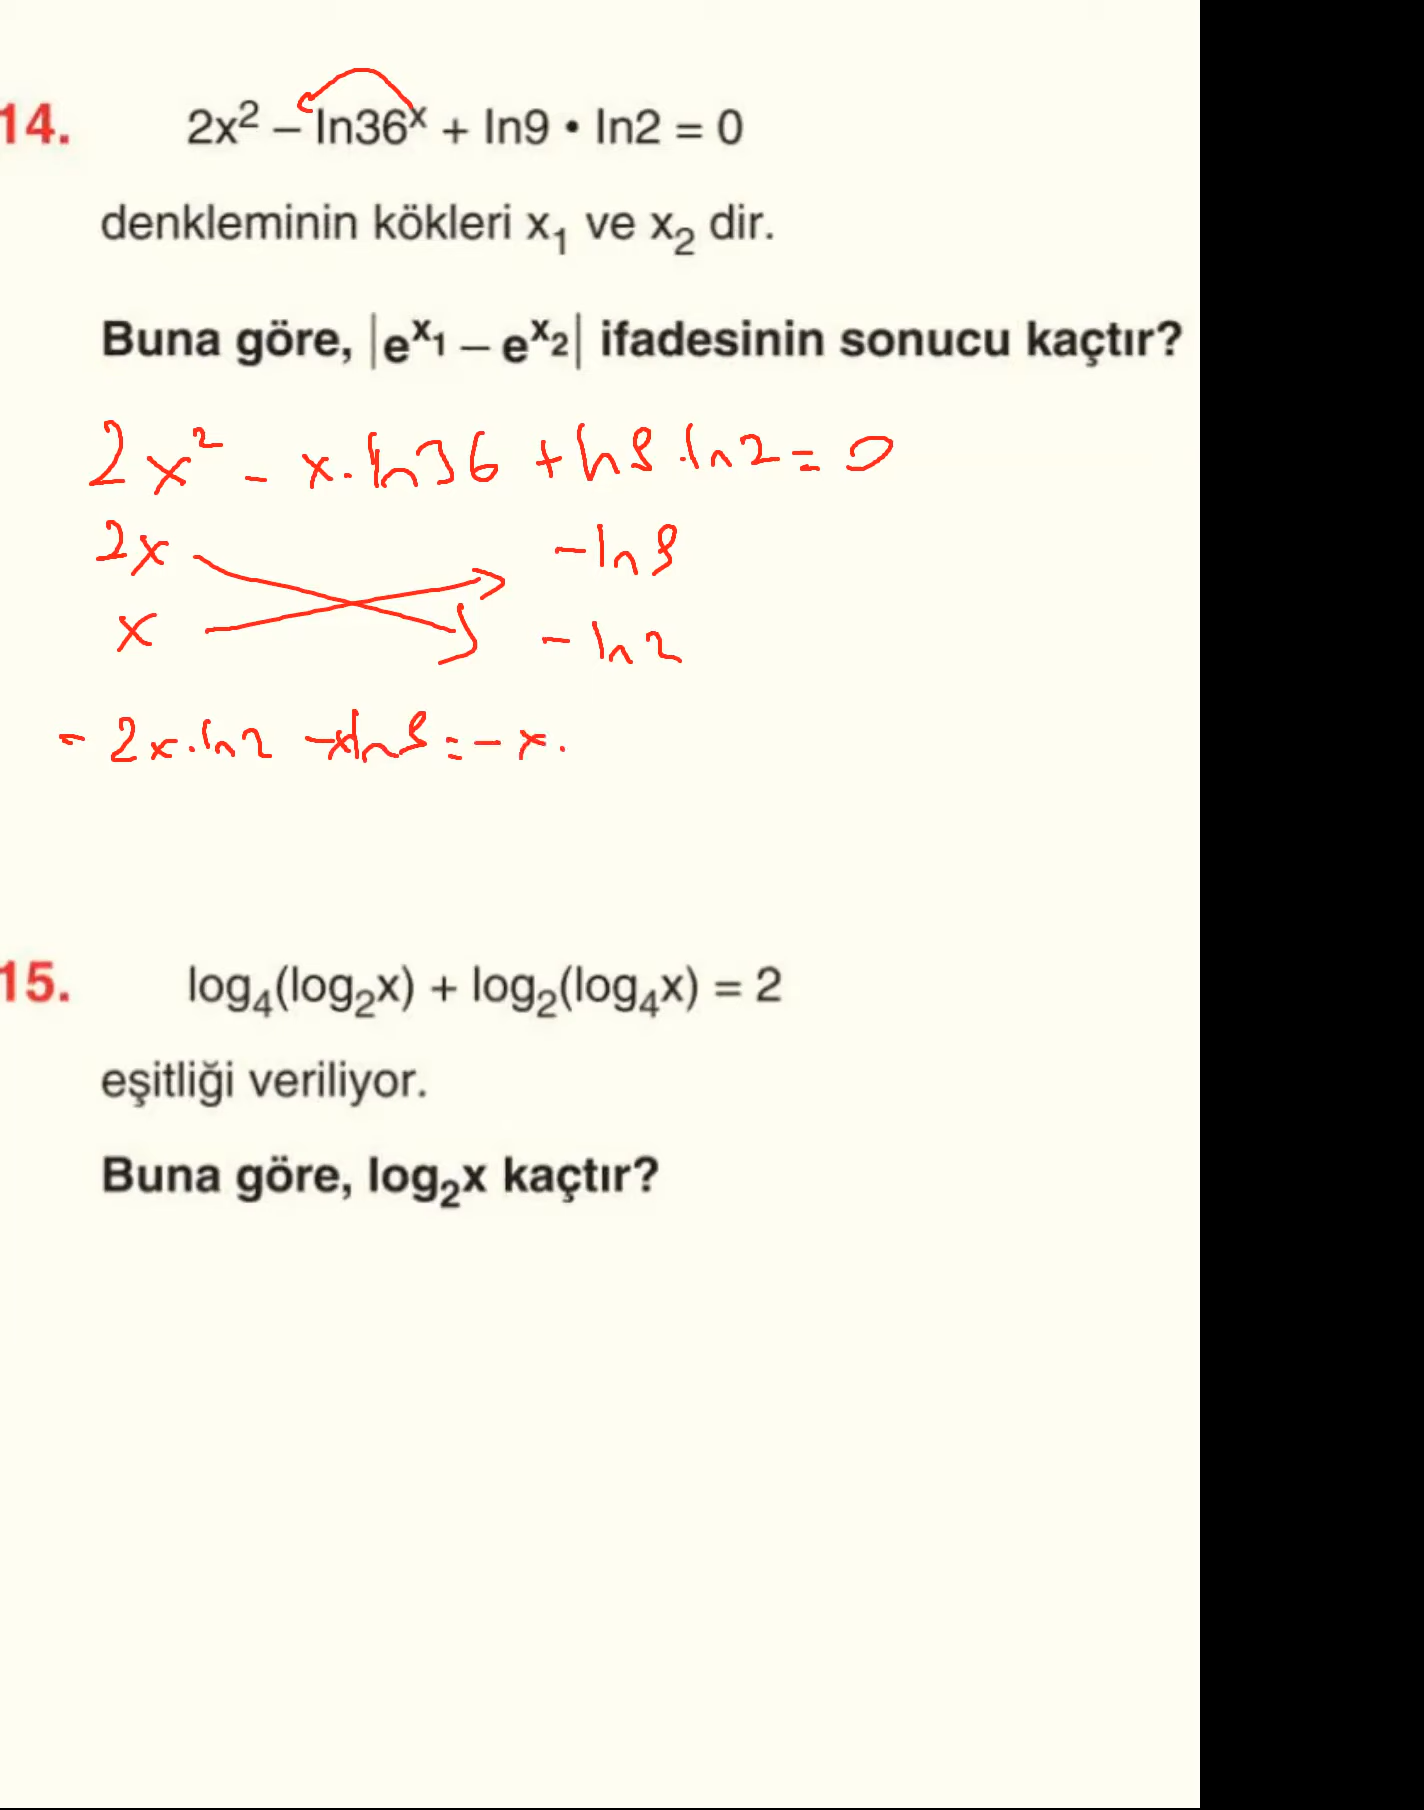 14. 2x² – ln36ˣ + ln9 • ln2 = 0
denkleminin kökleri x₁ ve x₂ dir.
Buna göre, |eˣ¹ – eˣ²| ifadesinin sonucu kaçtır?
2x² - x.ln36 + ln9.ln2 = 0
2x -ln9
x -ln2
- 2x.ln2 -xln9 = -x.
15. log₄(log₂x) + log₂(log₄x) = 2
eşitliği veriliyor.
Buna göre, log₂x kaçtır?